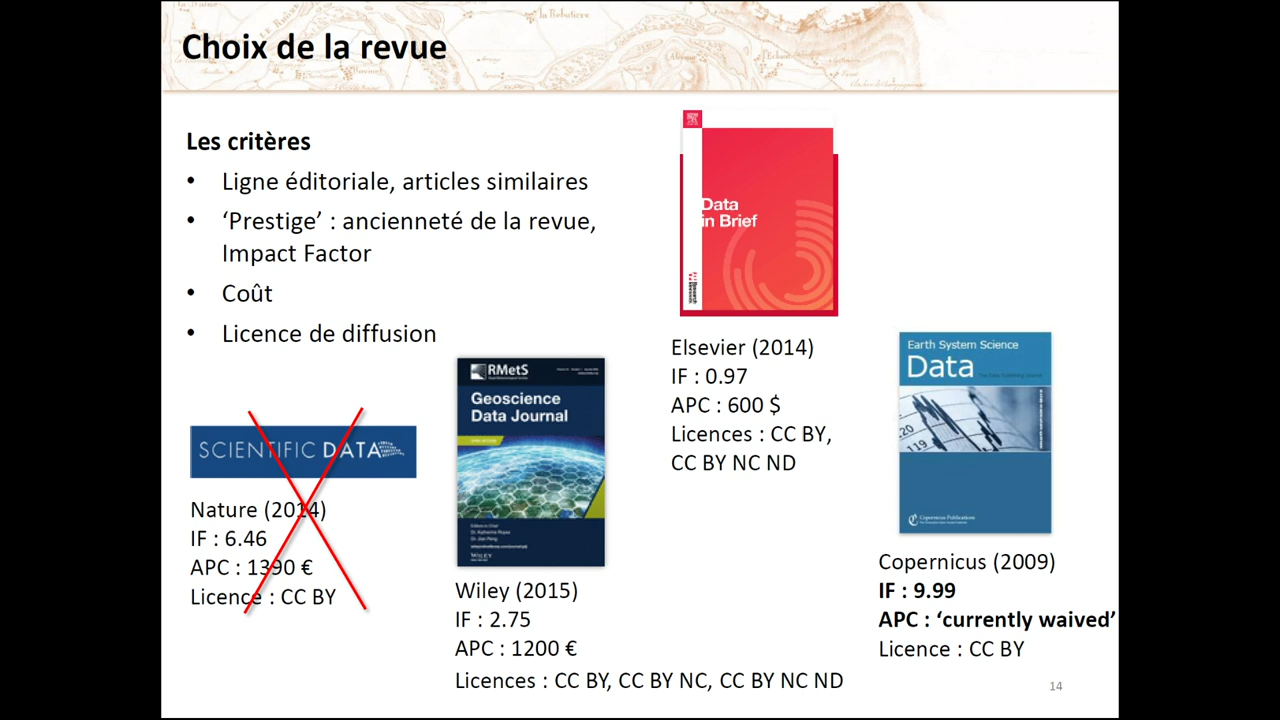 Choix de la revue
Les critères
• Ligne éditoriale, articles similaires
• ‘Prestige’ : ancienneté de la revue,
Impact Factor
• Coût
• Licence de diffusion
SCIENTIFIC DATA
Nature (2014)
IF : 6.46
APC : 1390 €
Licence : CC BY
RMetS
Geoscience
Data Journal
WILEY
Wiley (2015)
IF : 2.75
APC : 1200 €
Licences : CC BY, CC BY NC, CC BY NC ND
Data
in Brief
Elsevier (2014)
IF : 0.97
APC : 600 $
Licences : CC BY,
CC BY NC ND
Earth System Science
Data
Copernicus Publications
Copernicus (2009)
IF : 9.99
APC : ‘currently waived’
Licence : CC BY
14